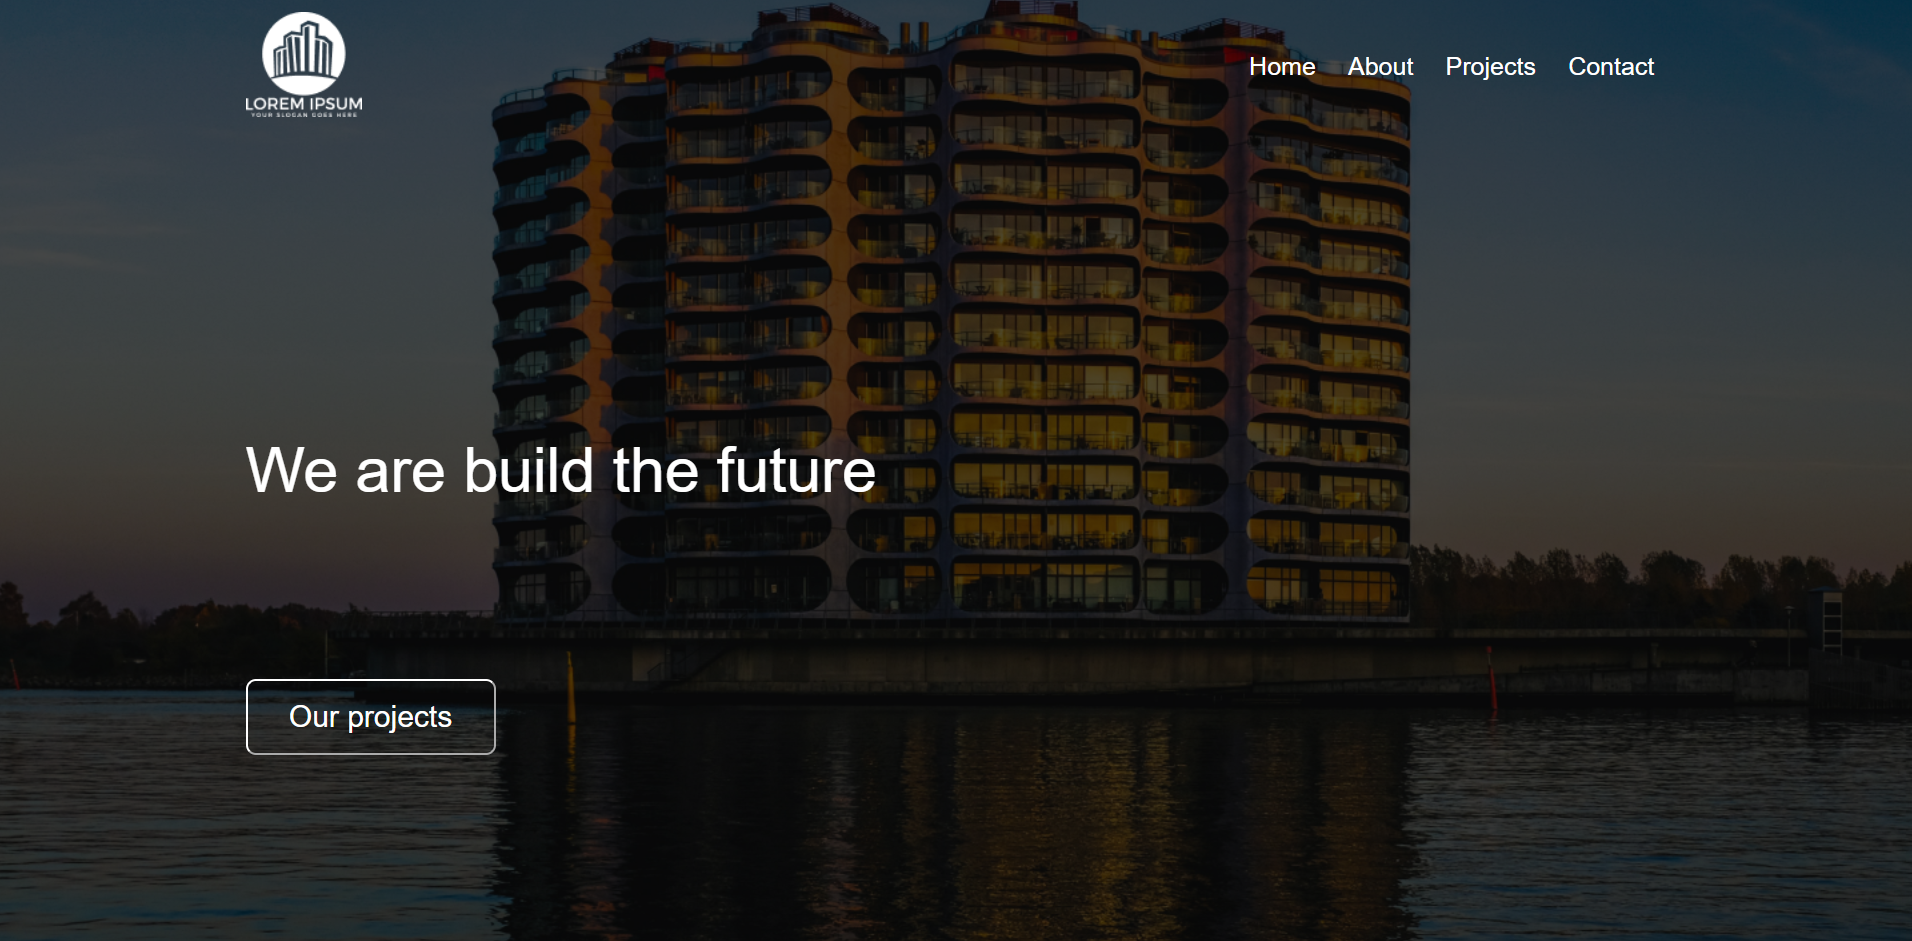 LOREM IPSUM
YOUR SLOGAN GOES HERE
Home About Projects Contact
We are build the future
Our projects